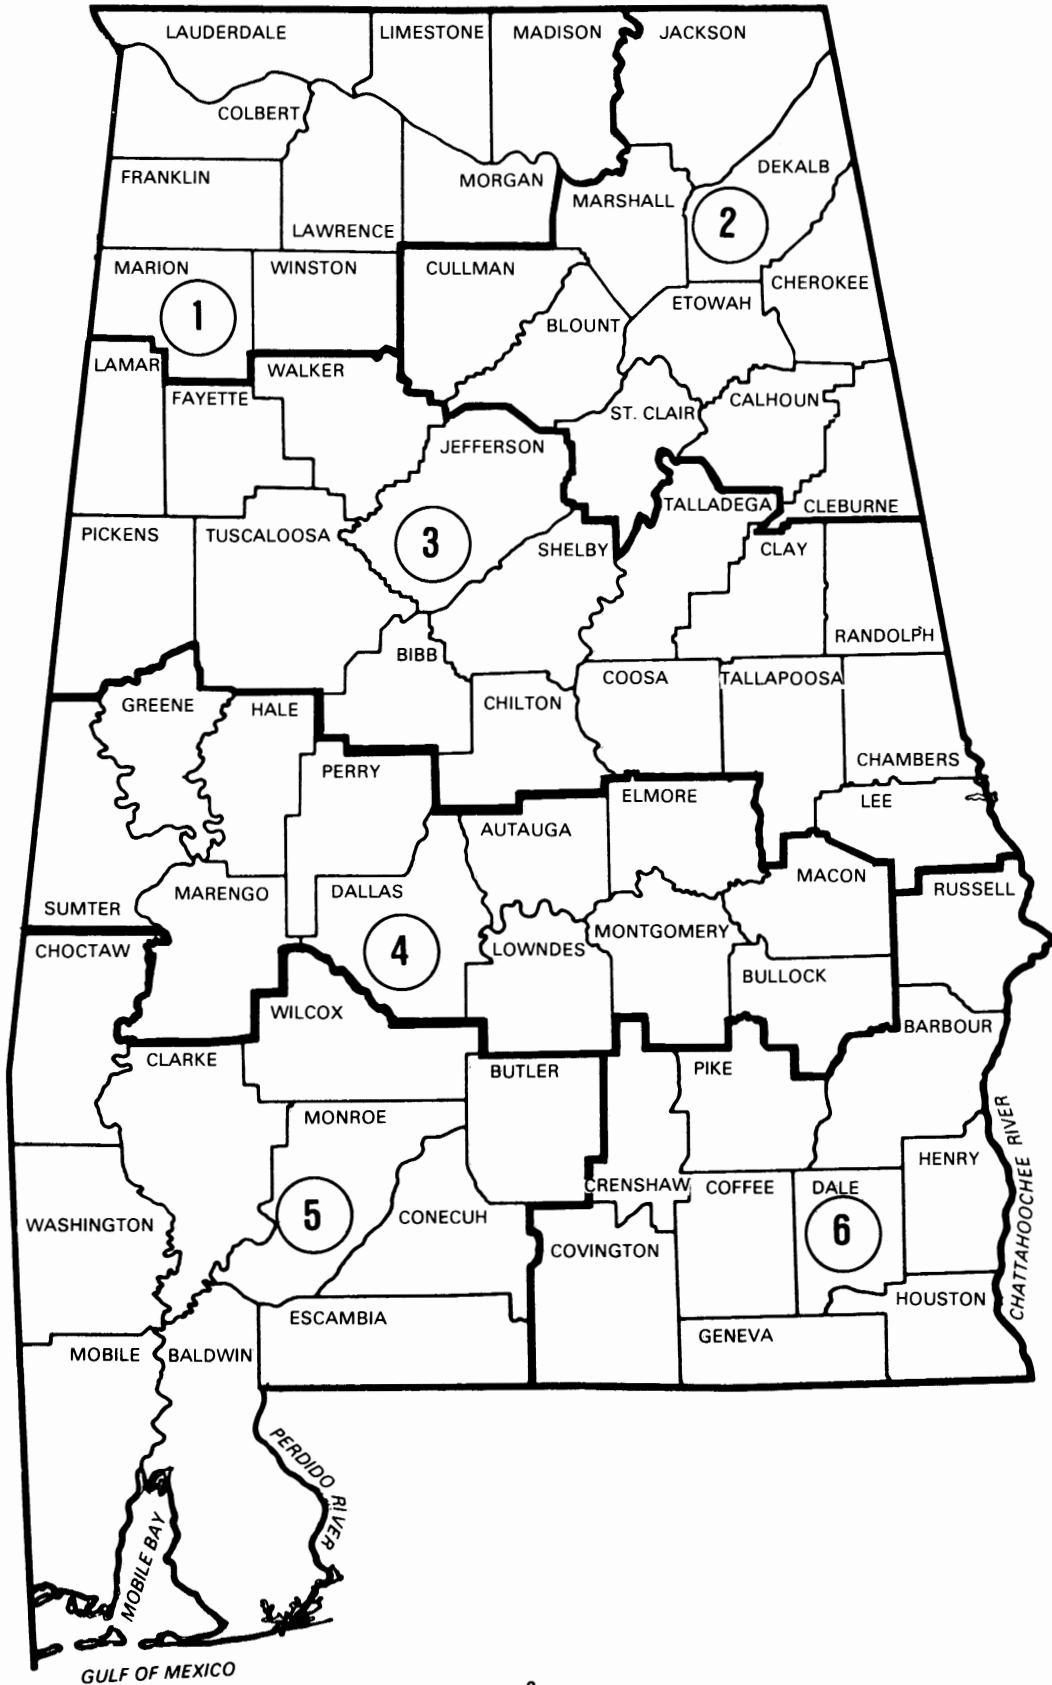 LAUDERDALE
LIMESTONE
MADISON
JACKSON
COLBERT
FRANKLIN
LAWRENCE
MORGAN
MARSHALL
DEKALB
2
MARION
WINSTON
CULLMAN
CHEROKEE
ETOWAH
1
BLOUNT
LAMAR
WALKER
FAYETTE
ST. CLAIR
CALHOUN
JEFFERSON
TALLADEGA
CLEBURNE
PICKENS
TUSCALOOSA
3
SHELBY
CLAY
RANDOLPH
BIBB
COOSA
TALLAPOOSA
GREENE
HALE
CHILTON
CHAMBERS
PERRY
ELMORE
LEE
AUTAUGA
MACON
RUSSELL
MARENGO
DALLAS
SUMTER
CHOCTAW
4
LOWNDES
MONTGOMERY
BULLOCK
WILCOX
BARBOUR
CLARKE
BUTLER
PIKE
MONROE
CHATTAHOOCHEE RIVER
HENRY
CRENSHAW
COFFEE
DALE
WASHINGTON
5
CONECUH
6
COVINGTON
HOUSTON
ESCAMBIA
GENEVA
MOBILE
BALDWIN
PERDIDO RIVER
MOBILE BAY
GULF OF MEXICO